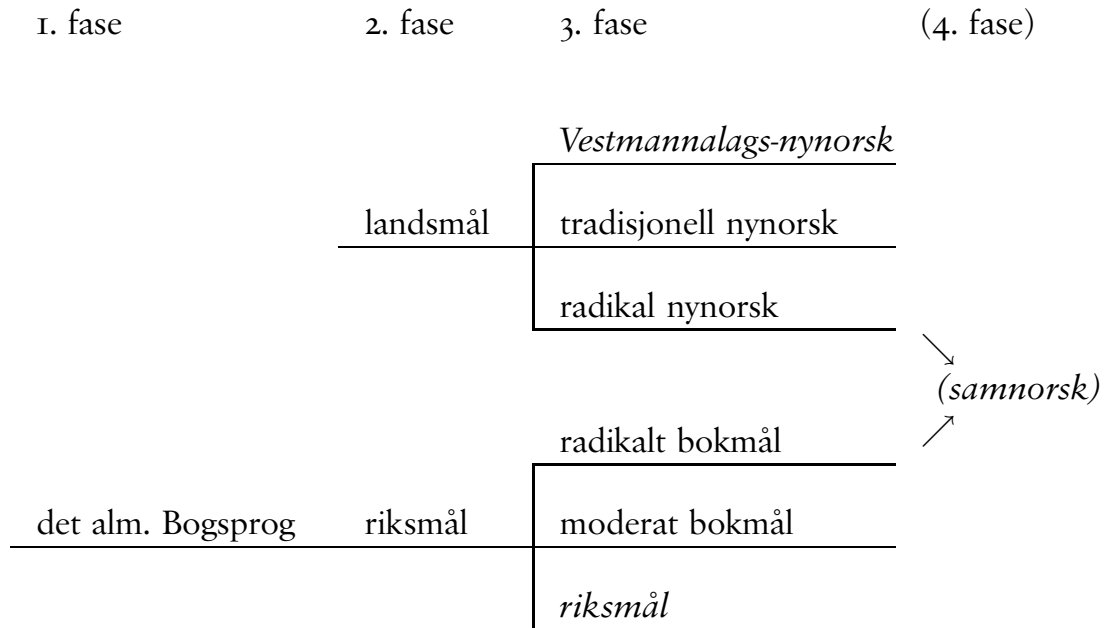 1. fase 2. fase 3. fase (4. fase)
Vestmannalags-nynorsk
landsmål tradisjonell nynorsk
radikal nynorsk
(samnorsk)
radikalt bokmål
det alm. Bogsprog riksmål moderat bokmål
riksmål